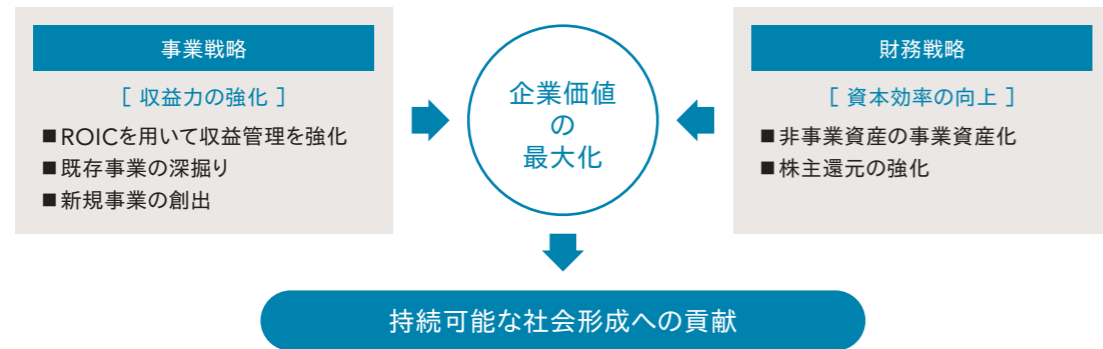 事業戦略
［ 収益力の強化 ］
■ROICを用いて収益管理を強化
■既存事業の深掘り
■新規事業の創出
企業価値
の
最大化
財務戦略
［ 資本効率の向上 ］
■非事業資産の事業資産化
■株主還元の強化
持続可能な社会形成への貢献